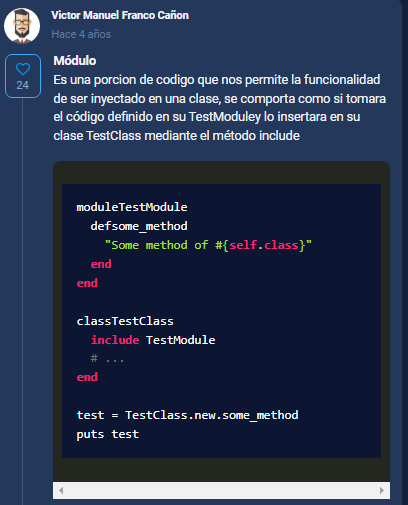 Victor Manuel Franco Cañon
Hace 4 años
24
Módulo
Es una porcion de codigo que nos permite la funcionalidad
de ser inyectado en una clase, se comporta como si tomara
el código definido en su TestModuley lo insertara en su
clase TestClass mediante el método include
moduleTestModule
  defsome_method
    "Some method of #{self.class}"
  end
end
classTestClass
  include TestModule
  # ...
end
test = TestClass.new.some_method
puts test